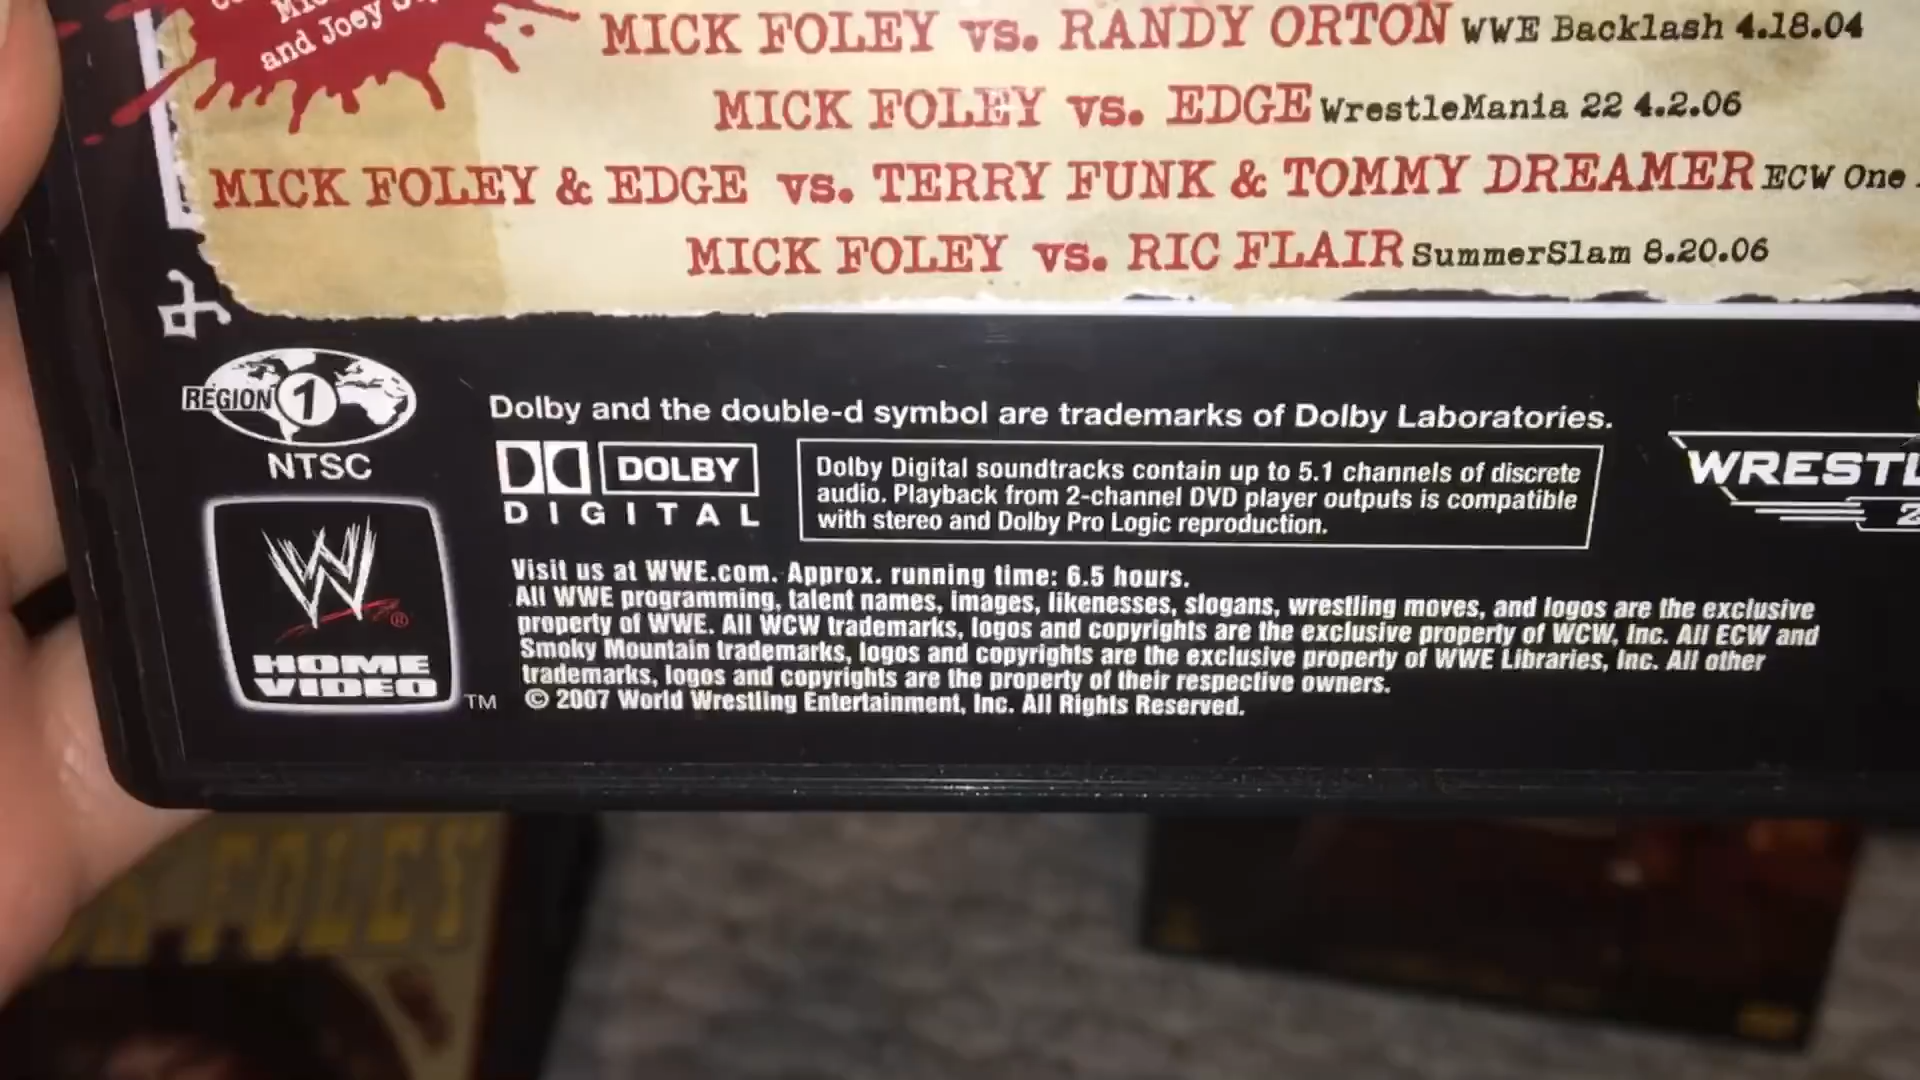 and Joey
MICK FOLEY vs. RANDY ORTON WWE Backlash 4.18.04
MICK FOLEY vs. EDGE WrestleMania 22 4.2.06
MICK FOLEY & EDGE vs. TERRY FUNK & TOMMY DREAMER ECW One
MICK FOLEY vs. RIC FLAIR SummerSlam 8.20.06
REGION 1
NTSC
Dolby and the double-d symbol are trademarks of Dolby Laboratories.
DOLBY
DIGITAL
Dolby Digital soundtracks contain up to 5.1 channels of discrete
audio. Playback from 2-channel DVD player outputs is compatible
with stereo and Dolby Pro Logic reproduction.
WRESTL
W ®
HOME
VIDEO TM
Visit us at WWE.com. Approx. running time: 6.5 hours.
All WWE programming, talent names, images, likenesses, slogans, wrestling moves, and logos are the exclusive
property of WWE. All WCW trademarks, logos and copyrights are the exclusive property of WCW, Inc. All ECW and
Smoky Mountain trademarks, logos and copyrights are the exclusive property of WWE Libraries, Inc. All other
trademarks, logos and copyrights are the property of their respective owners.
© 2007 World Wrestling Entertainment, Inc. All Rights Reserved.
FOLEY